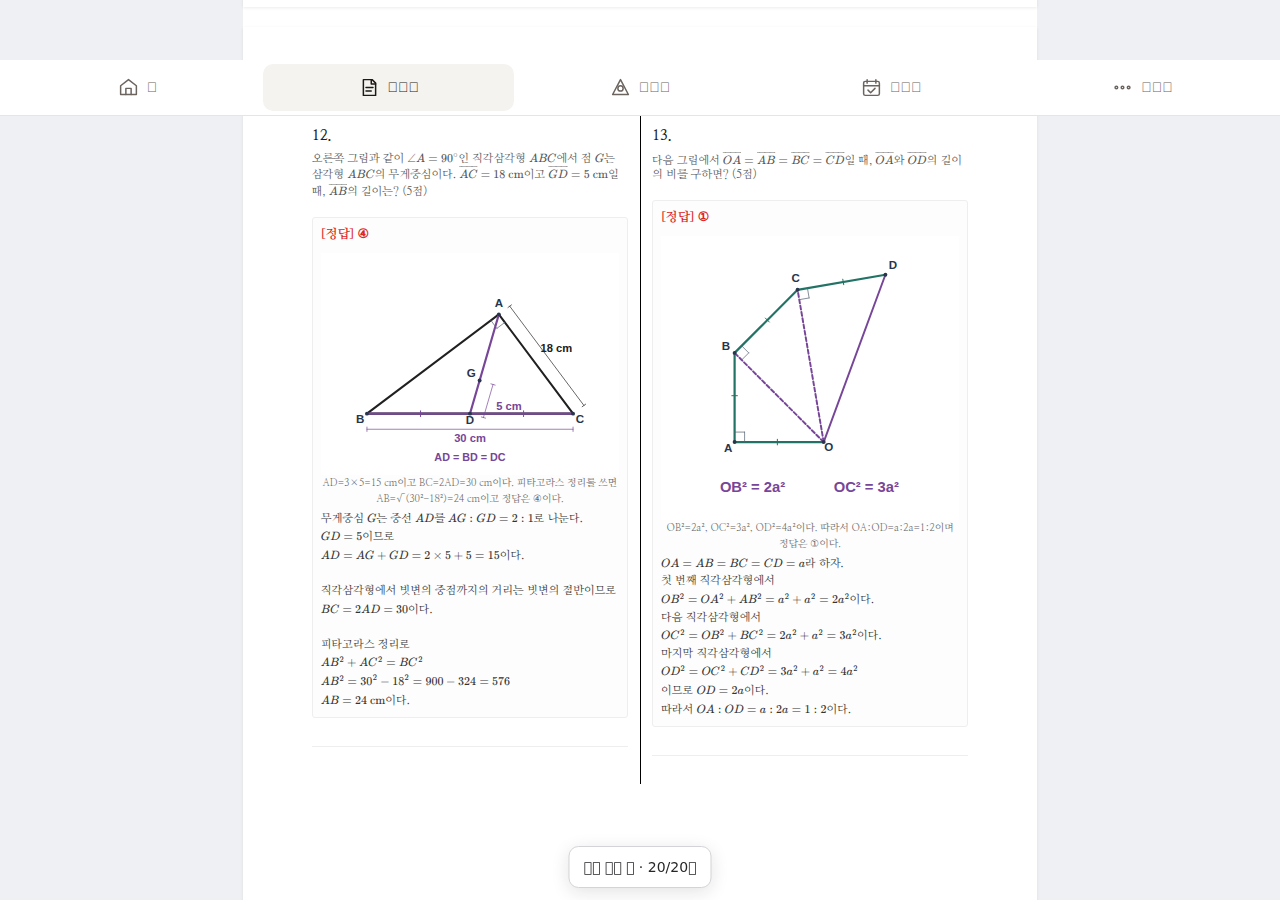 12.
오른쪽 그림과 같이 ∠A = 90°인 직각삼각형 ABC에서 점 G는
삼각형 ABC의 무게중심이다. AC = 18 cm이고 GD = 5 cm일
때, AB의 길이는? (5점)
[정답] ④
A
18 cm
G
5 cm
B
D
C
30 cm
AD = BD = DC
AD=3×5=15 cm이고 BC=2AD=30 cm이다. 피타고라스 정리를 쓰면
AB=√(30²−18²)=24 cm이고 정답은 ④이다.
무게중심 G는 중선 AD를 AG : GD = 2 : 1로 나눈다.
GD = 5이므로
AD = AG + GD = 2 × 5 + 5 = 15이다.
직각삼각형에서 빗변의 중점까지의 거리는 빗변의 절반이므로
BC = 2AD = 30이다.
피타고라스 정리로
AB² + AC² = BC²
AB² = 30² − 18² = 900 − 324 = 576
AB = 24 cm이다.
13.
다음 그림에서 OA = AB = BC = CD일 때, OA와 OD의 길이
의 비를 구하면? (5점)
[정답] ①
D
C
B
A
O
OB² = 2a² OC² = 3a²
OB²=2a², OC²=3a², OD²=4a²이다. 따라서 OA:OD=a:2a=1:2이며
정답은 ①이다.
OA = AB = BC = CD = a라 하자.
첫 번째 직각삼각형에서
OB² = OA² + AB² = a² + a² = 2a²이다.
다음 직각삼각형에서
OC² = OB² + BC² = 2a² + a² = 3a²이다.
마지막 직각삼각형에서
OD² = OC² + CD² = 3a² + a² = 4a²
이므로 OD = 2a이다.
따라서 OA : OD = a : 2a = 1 : 2이다.
· 20/20